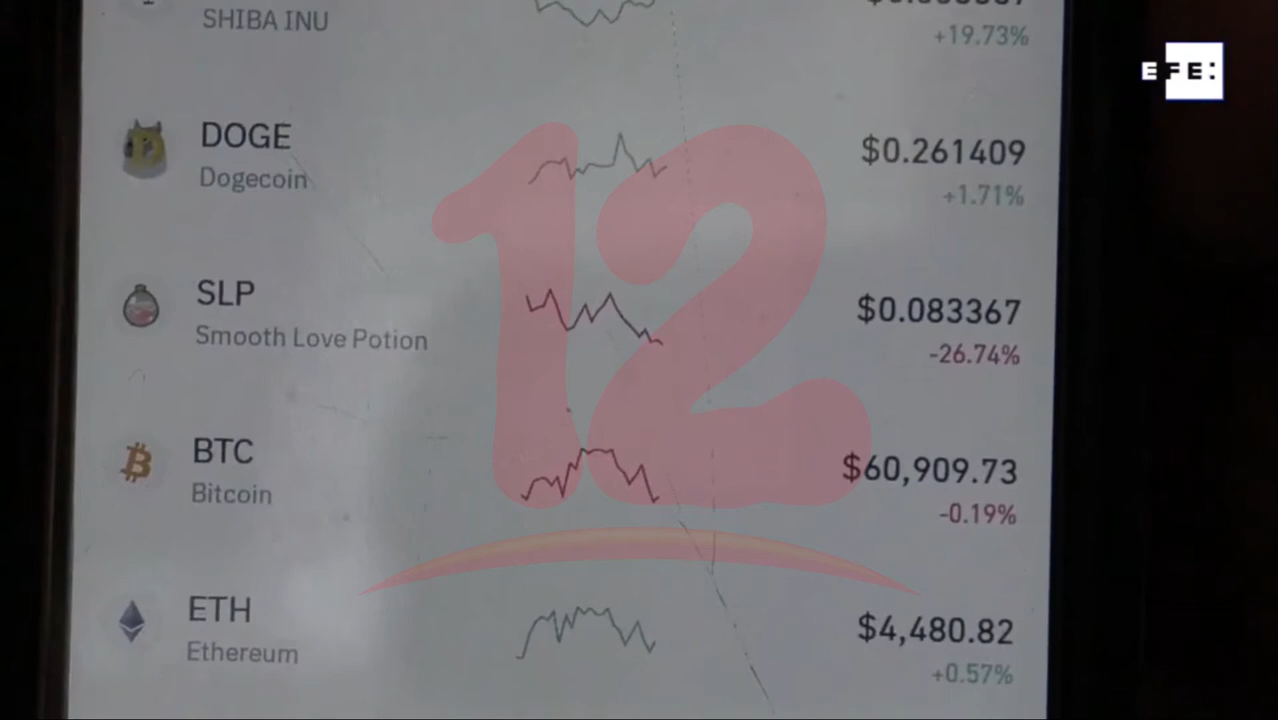 SHIBA INU
+19.73%
EFE:
DOGE
$0.261409
Dogecoin
+1.71%
12
SLP
$0.083367
Smooth Love Potion
-26.74%
BTC
$60,909.73
Bitcoin
-0.19%
ETH
$4,480.82
Ethereum
+0.57%